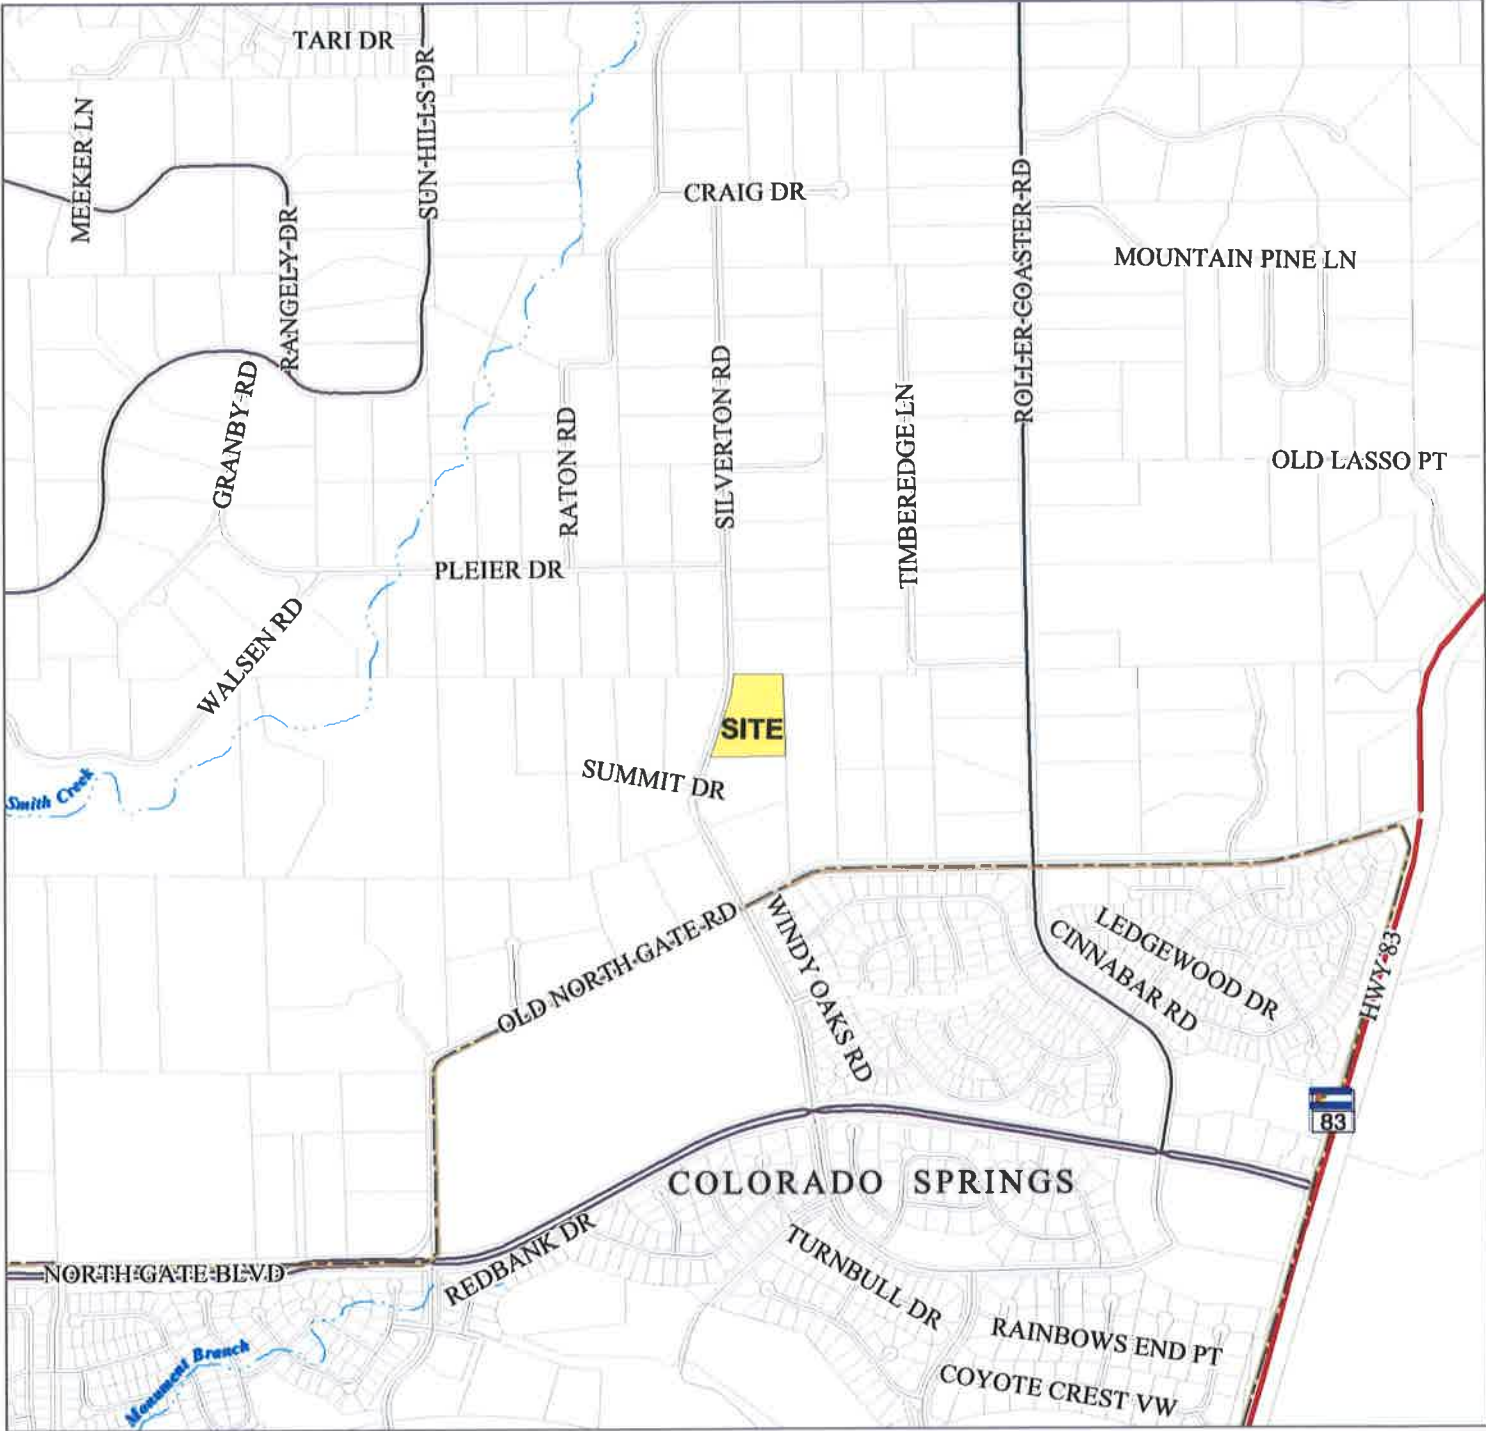 TARI DR
SUN HILLS DR
MEEKER LN
CRAIG DR
ROLLER COASTER RD
RANGELY DR
MOUNTAIN PINE LN
GRANBY RD
SILVERTON RD
RATON RD
TIMBEREDGE LN
OLD LASSO PT
PLEIER DR
WALSEN RD
SITE
SUMMIT DR
Smith Creek
OLD NORTH GATE RD
WINDY OAKS RD
LEDGEWOOD DR
CINNABAR RD
HWY 83
83
COLORADO SPRINGS
REDBANK DR
NORTH GATE BLVD
TURNBULL DR
RAINBOWS END PT
COYOTE CREST VW
Monument Branch